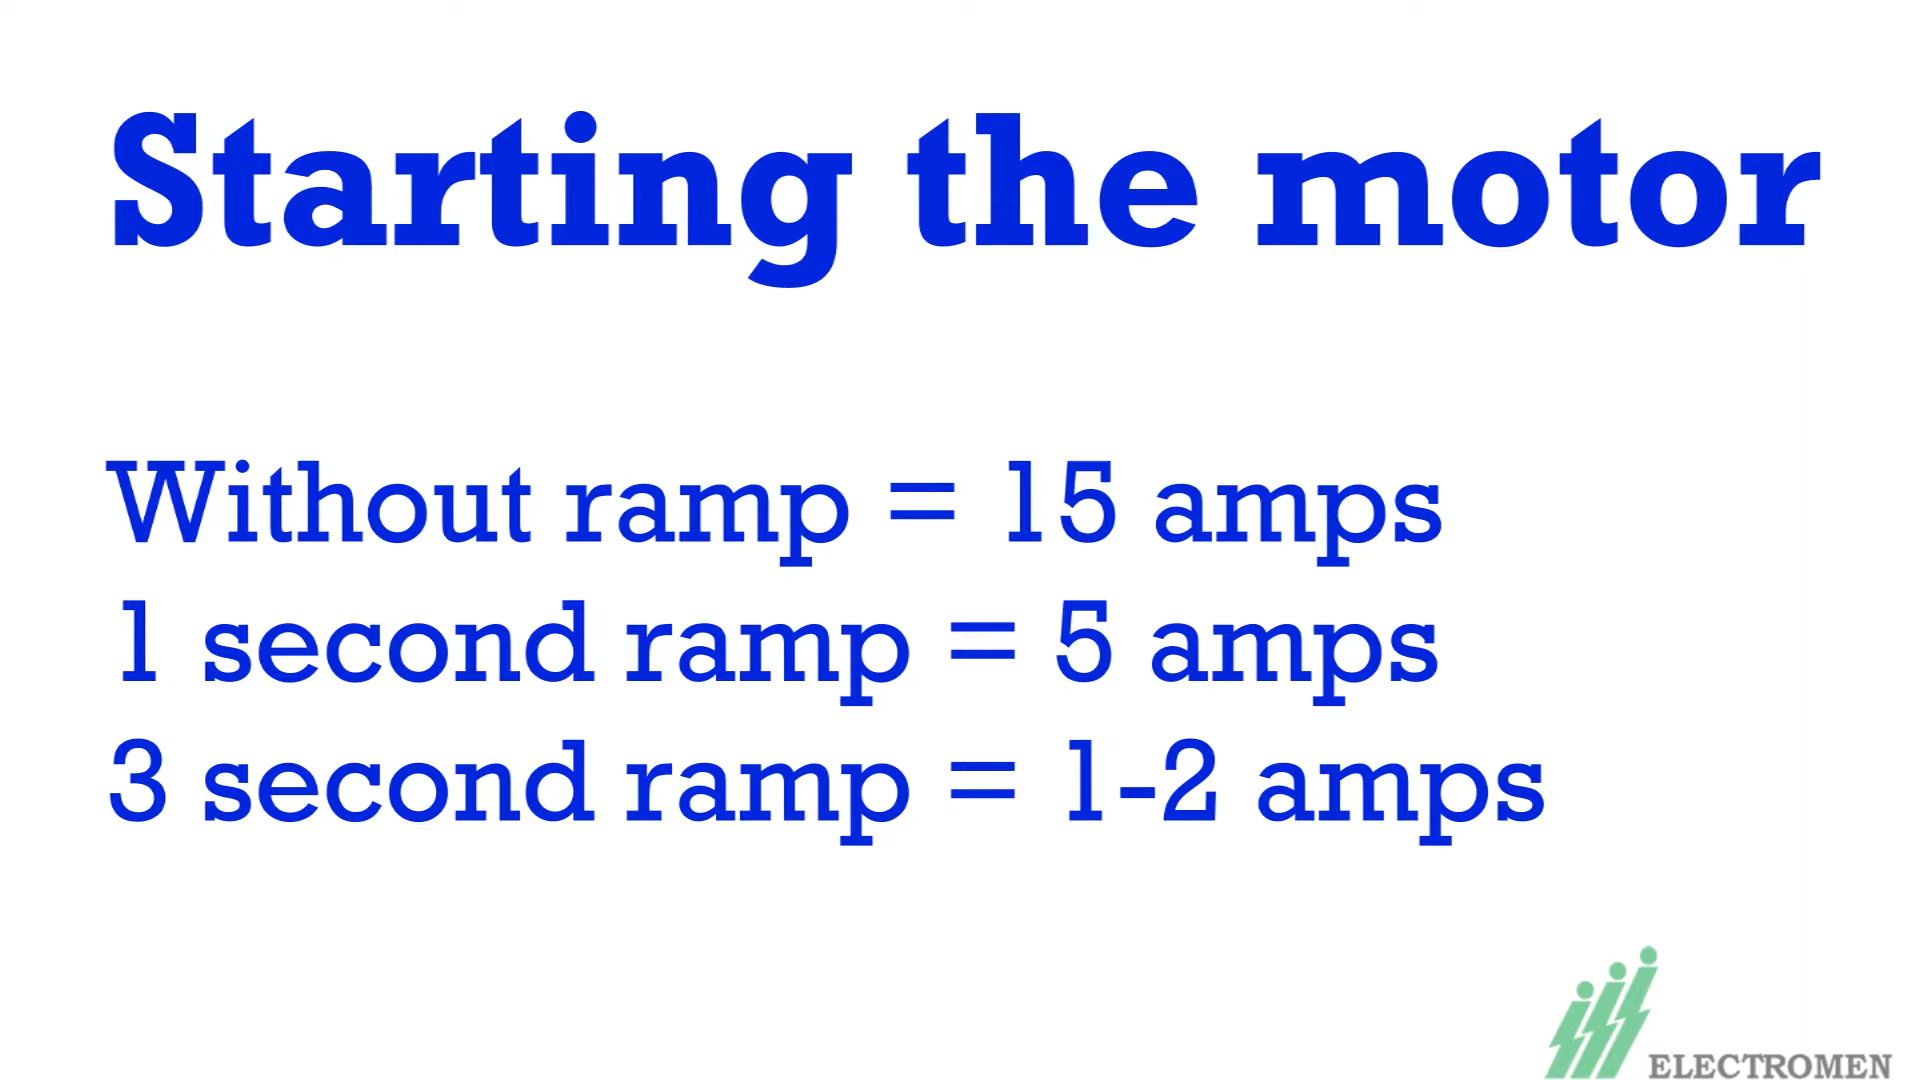 Starting the motor
Without ramp = 15 amps
1 second ramp = 5 amps
3 second ramp = 1-2 amps
ELECTROMEN